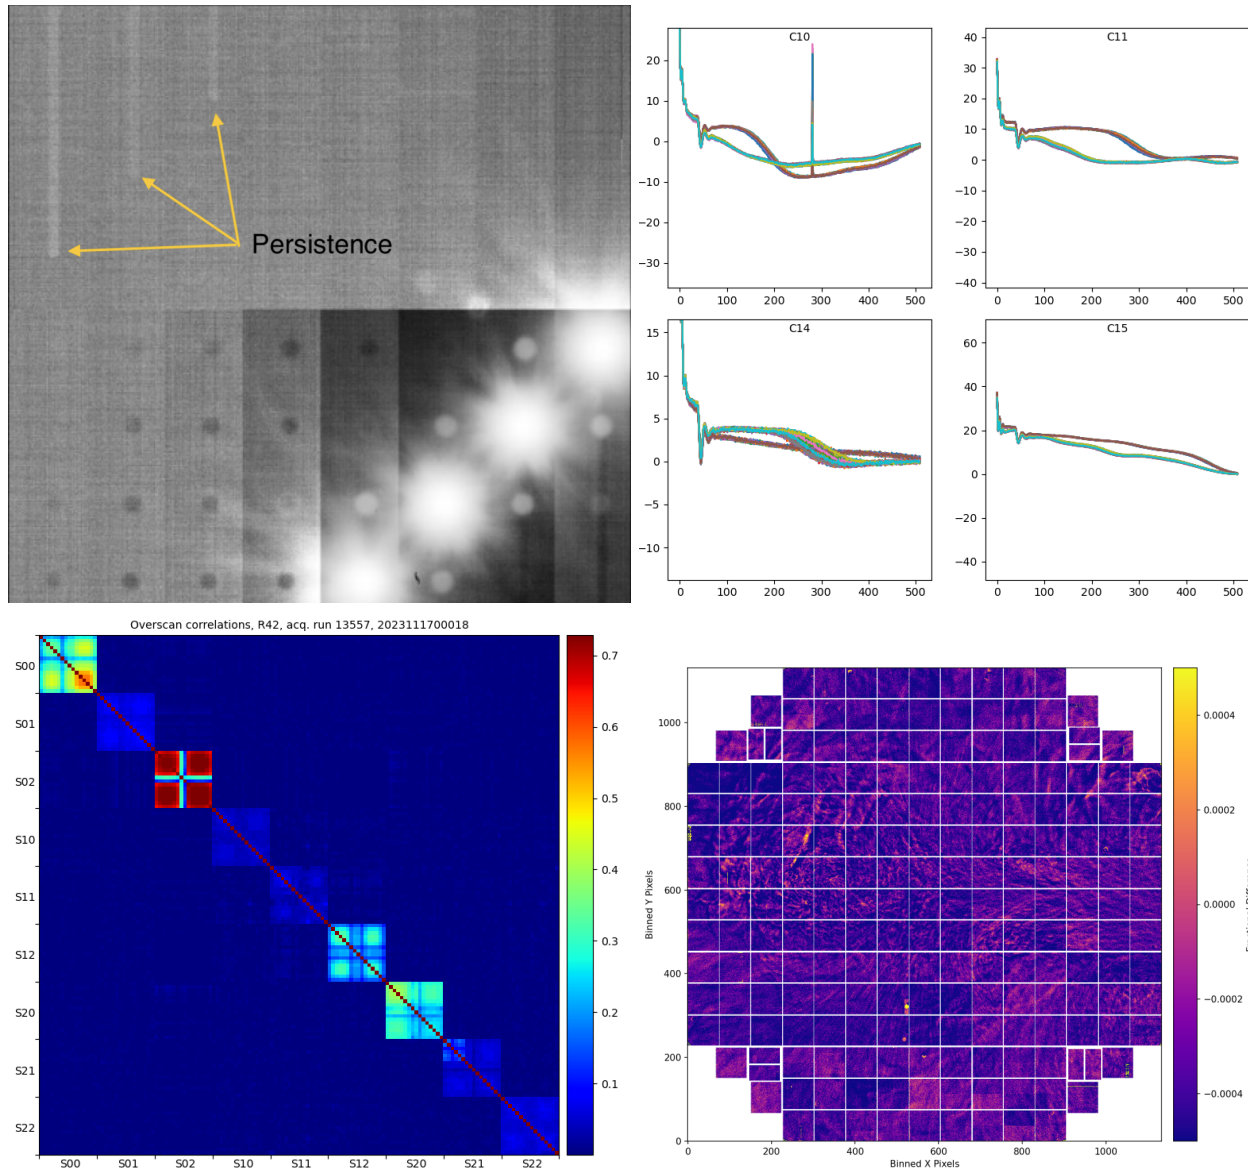 Persistence
C10
20
10
0
−10
−20
−30
0 100 200 300 400 500
C11
40
30
20
10
0
−10
−20
−30
−40
0 100 200 300 400 500
C14
15
10
5
0
−5
−10
0 100 200 300 400 500
C15
60
40
20
0
−20
−40
0 100 200 300 400 500
Overscan correlations, R42, acq. run 13557, 2023111700018
S00
S01
S02
S10
S11
S12
S20
S21
S22
S00 S01 S02 S10 S11 S12 S20 S21 S22
0.7
0.6
0.5
0.4
0.3
0.2
0.1
Binned Y Pixels
1000
800
600
400
200
0
0 200 400 600 800 1000
Binned X Pixels
0.0004
0.0002
0.0000
−0.0002
−0.0004